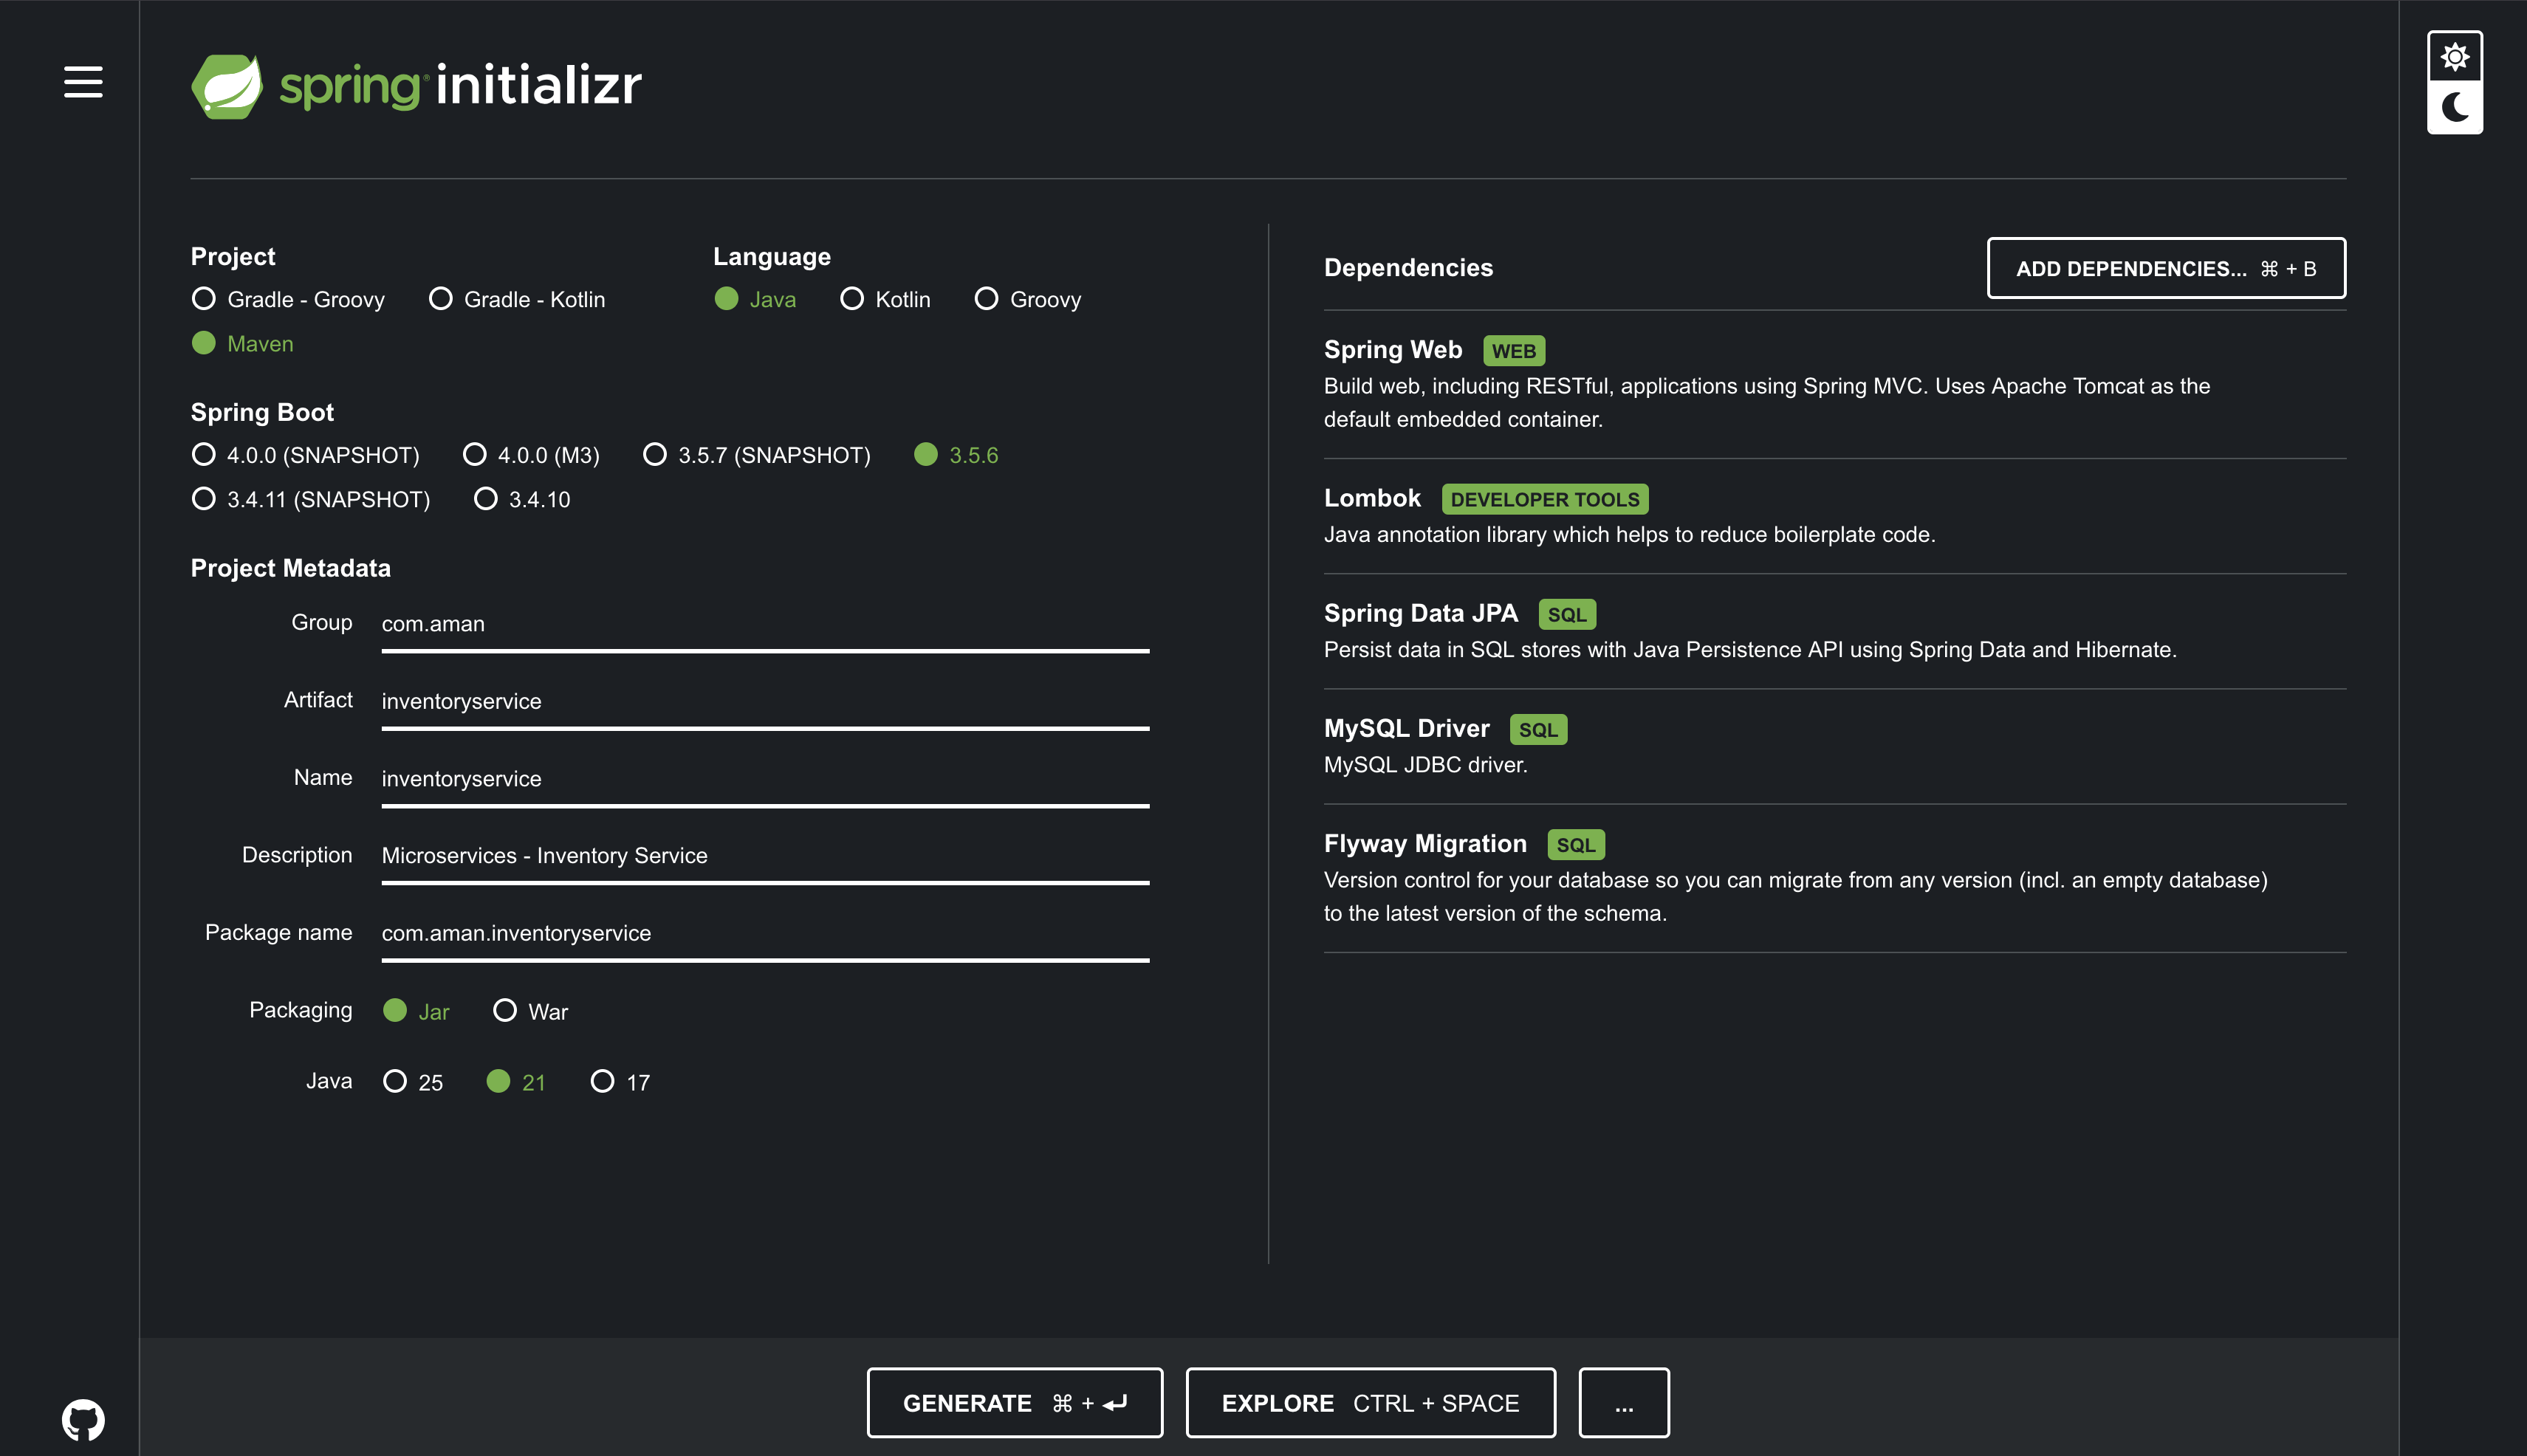 spring initializr
Project
Gradle - Groovy Gradle - Kotlin
Maven
Language
Java Kotlin Groovy
Spring Boot
4.0.0 (SNAPSHOT) 4.0.0 (M3) 3.5.7 (SNAPSHOT) 3.5.6
3.4.11 (SNAPSHOT) 3.4.10
Project Metadata
Group com.aman
Artifact inventoryservice
Name inventoryservice
Description Microservices - Inventory Service
Package name com.aman.inventoryservice
Packaging Jar War
Java 25 21 17
Dependencies
ADD DEPENDENCIES... ⌘ + B
Spring Web WEB
Build web, including RESTful, applications using Spring MVC. Uses Apache Tomcat as the
default embedded container.
Lombok DEVELOPER TOOLS
Java annotation library which helps to reduce boilerplate code.
Spring Data JPA SQL
Persist data in SQL stores with Java Persistence API using Spring Data and Hibernate.
MySQL Driver SQL
MySQL JDBC driver.
Flyway Migration SQL
Version control for your database so you can migrate from any version (incl. an empty database)
to the latest version of the schema.
GENERATE ⌘ + ⏎
EXPLORE CTRL + SPACE
...